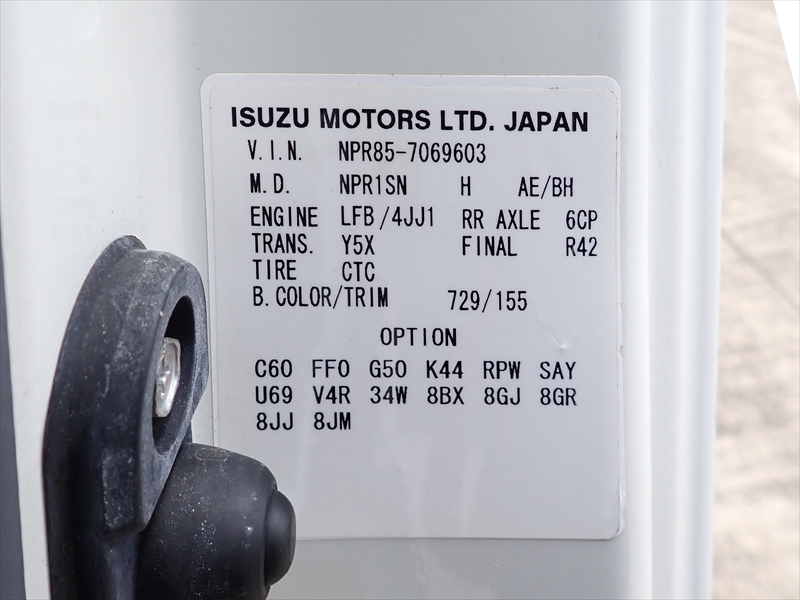 ISUZU MOTORS LTD. JAPAN
V.I.N. NPR85-7069603
M.D. NPR1SN H AE/BH
ENGINE LFB/4JJ1 RR AXLE 6CP
TRANS. Y5X FINAL R42
TIRE CTC
B.COLOR/TRIM 729/155
OPTION
C60 FF0 G50 K44 RPW SAY
U69 V4R 34W 8BX 8GJ 8GR
8JJ 8JM